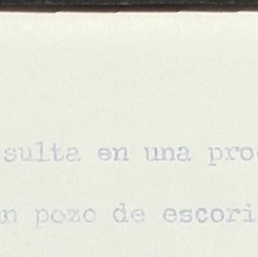 sulta en una pro
n pozo de escori